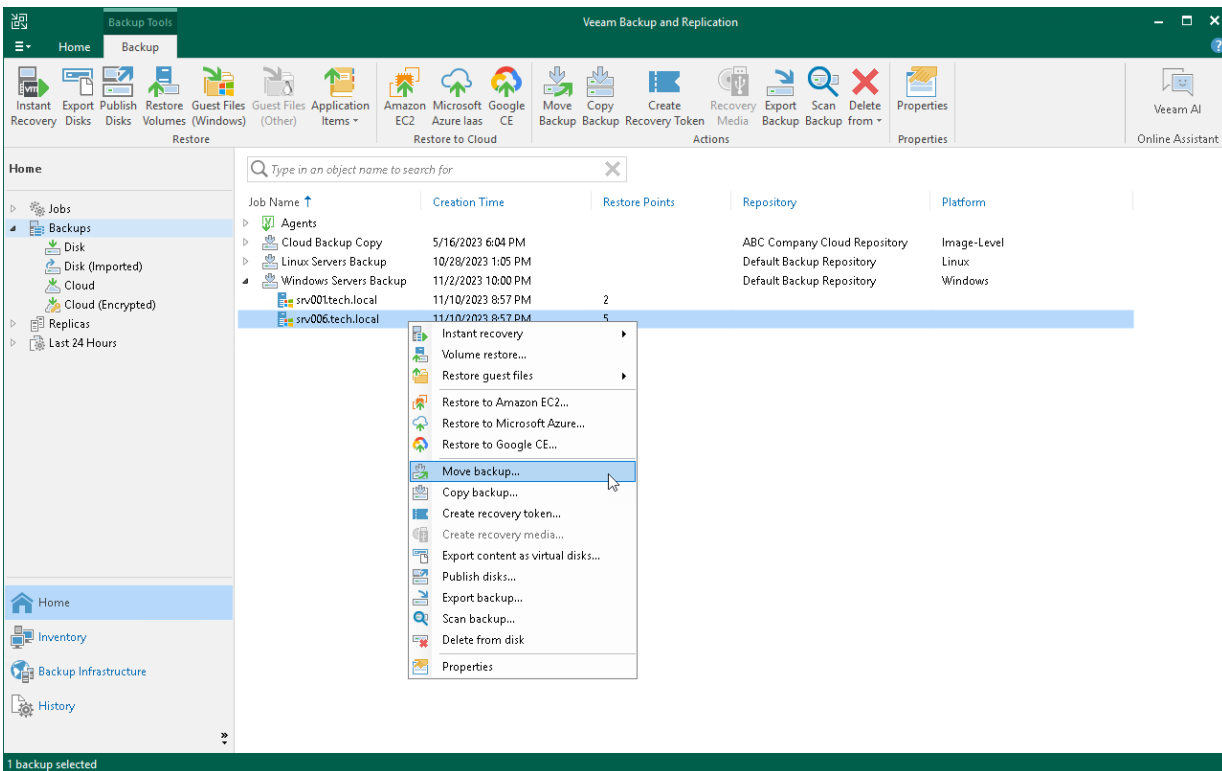 Backup Tools
Veeam Backup and Replication
Home
Backup
Instant Recovery
Export Disks
Publish Disks
Restore Volumes
Guest Files (Windows)
Guest Files (Other)
Application Items
Restore
Amazon EC2
Microsoft Azure Iaas
Google CE
Restore to Cloud
Move Backup
Copy Backup
Create Recovery Token
Recovery Media
Export Backup
Scan Backup
Delete from
Actions
Properties
Properties
Veeam AI
Online Assistant
Home
Jobs
Backups
Disk
Disk (Imported)
Cloud
Cloud (Encrypted)
Replicas
Last 24 Hours
Home
Inventory
Backup Infrastructure
History
Type in an object name to search for
Job Name Creation Time Restore Points Repository Platform
Agents
Cloud Backup Copy 5/16/2023 6:04 PM ABC Company Cloud Repository Image-Level
Linux Servers Backup 10/28/2023 1:05 PM Default Backup Repository Linux
Windows Servers Backup 11/2/2023 10:00 PM Default Backup Repository Windows
srv001.tech.local 11/10/2023 8:57 PM 2
srv006.tech.local 11/10/2023 8:57 PM 5
Instant recovery
Volume restore...
Restore guest files
Restore to Amazon EC2...
Restore to Microsoft Azure...
Restore to Google CE...
Move backup...
Copy backup...
Create recovery token...
Create recovery media...
Export content as virtual disks...
Publish disks...
Export backup...
Scan backup...
Delete from disk
Properties
1 backup selected